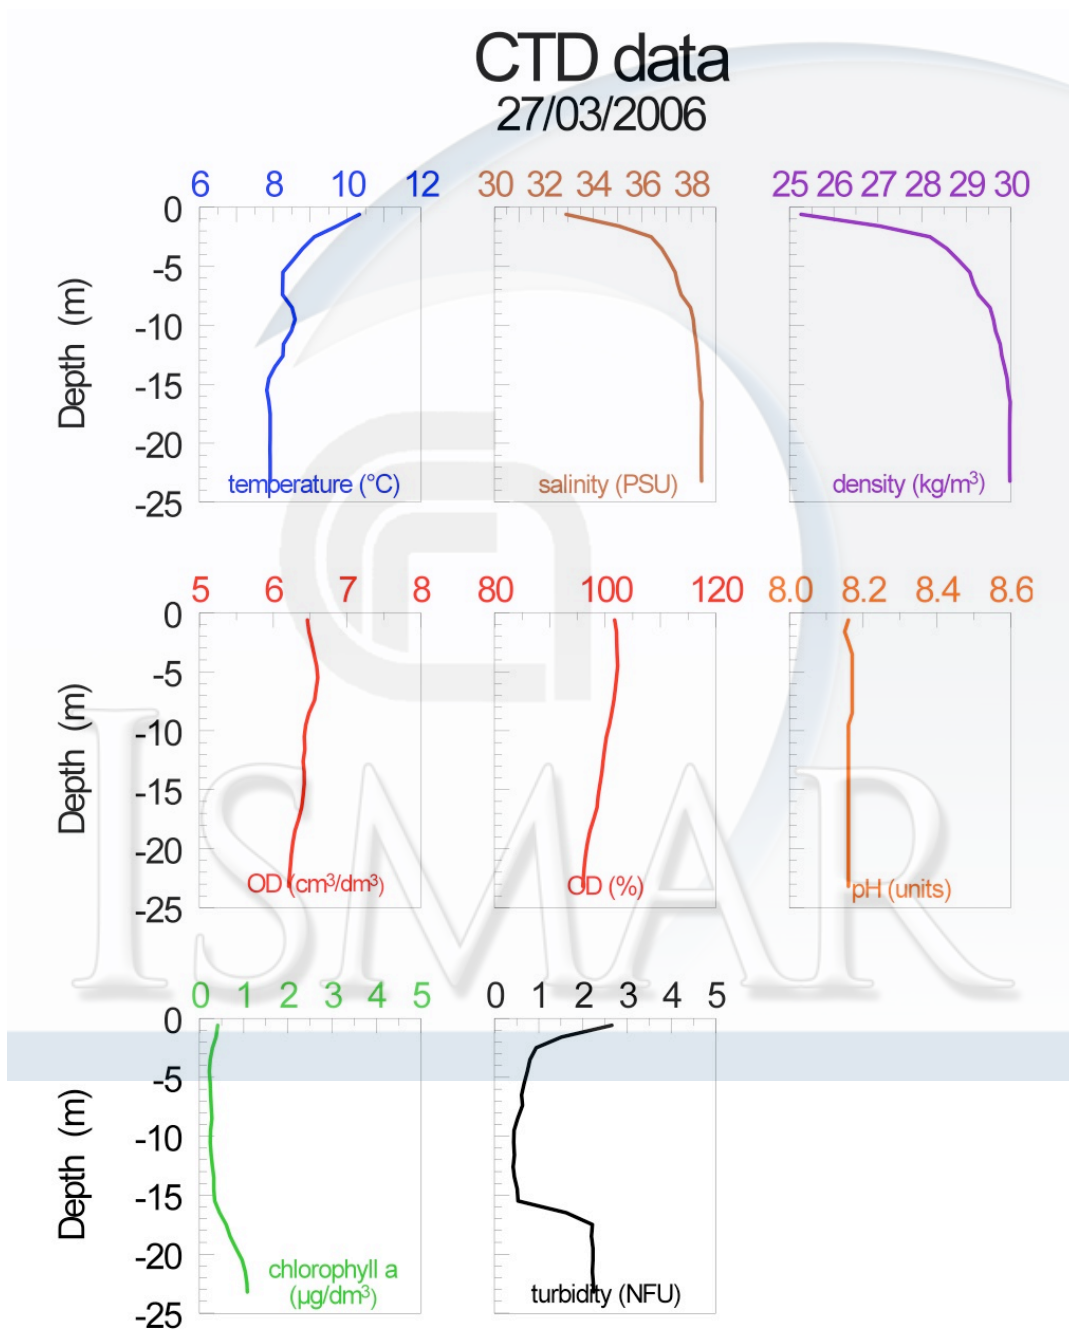 CTD data
27/03/2006
6 8 10 12 30 32 34 36 38 25 26 27 28 29 30
0
-5
-10
-15
-20
-25
Depth (m)
temperature (°C) salinity (PSU) density (kg/m³)
5 6 7 8 80 100 120 8.0 8.2 8.4 8.6
0
-5
-10
-15
-20
-25
Depth (m)
OD (cm³/dm³) OD (%) pH (units)
ISMAR
0 1 2 3 4 5 0 1 2 3 4 5
0
-5
-10
-15
-20
-25
Depth (m)
chlorophyll a
(µg/dm³) turbidity (NFU)